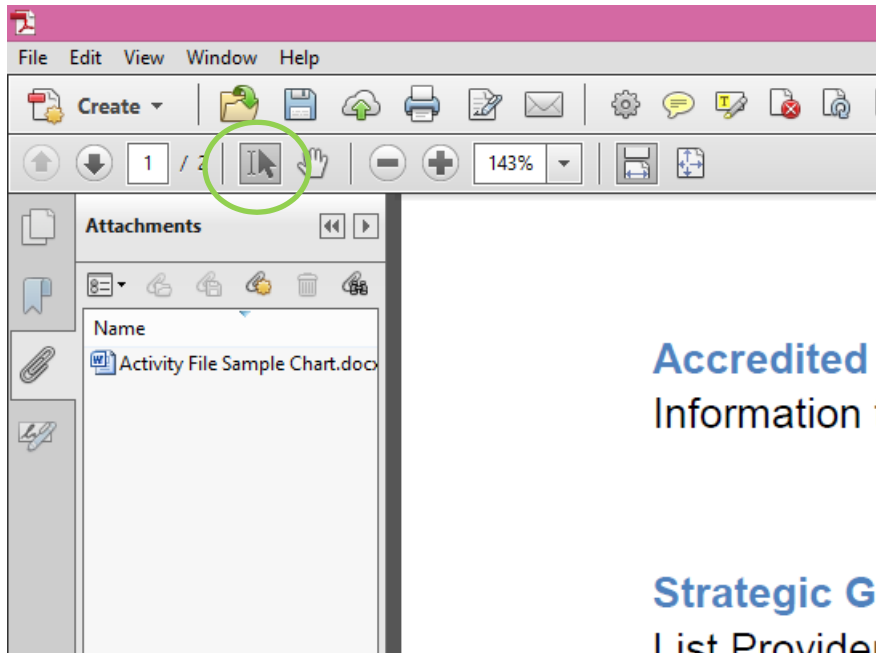 File Edit View Window Help
Create
1 / 2 143%
Attachments
Name
Activity File Sample Chart.docx
Accredited
Information
Strategic G
List Provider